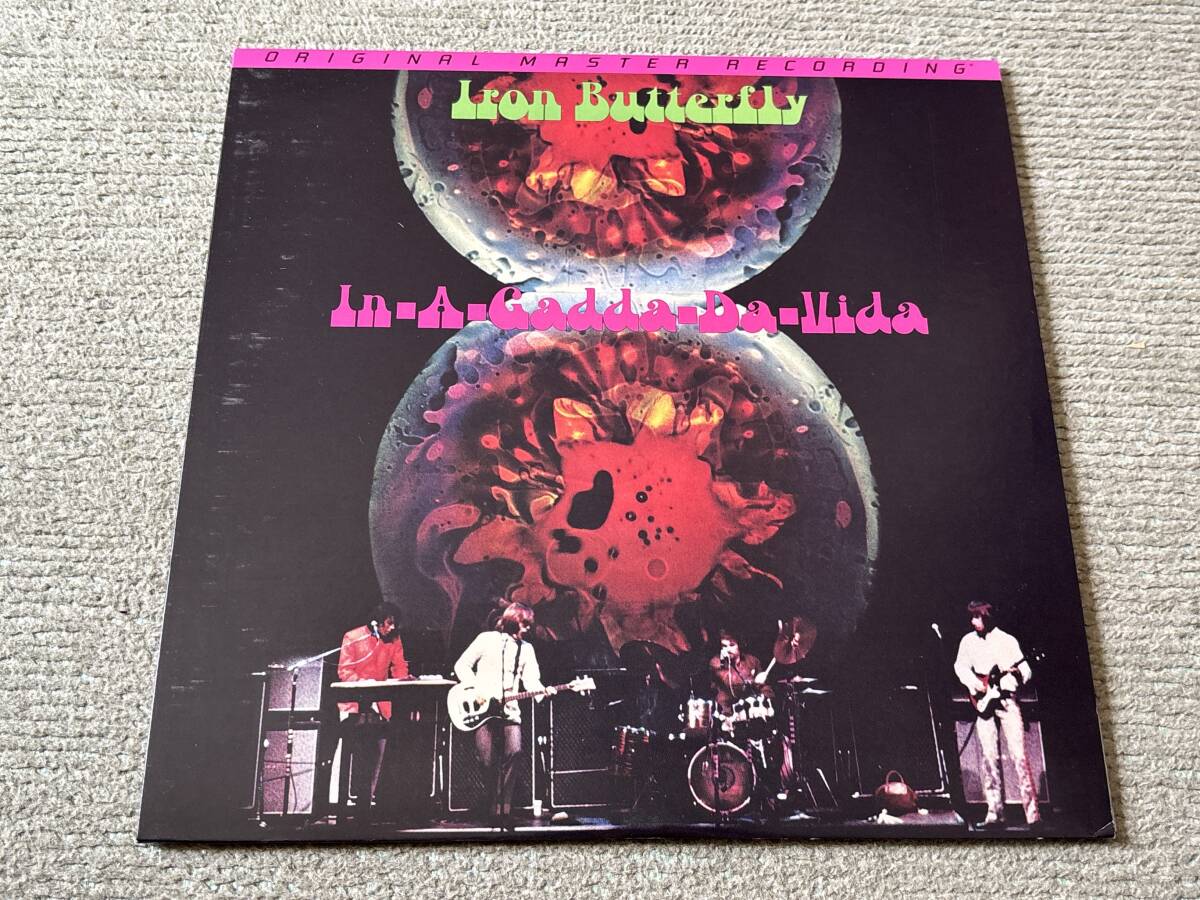 ORIGINAL MASTER RECORDING
Iron Butterfly
In-A-Gadda-Da-Vida